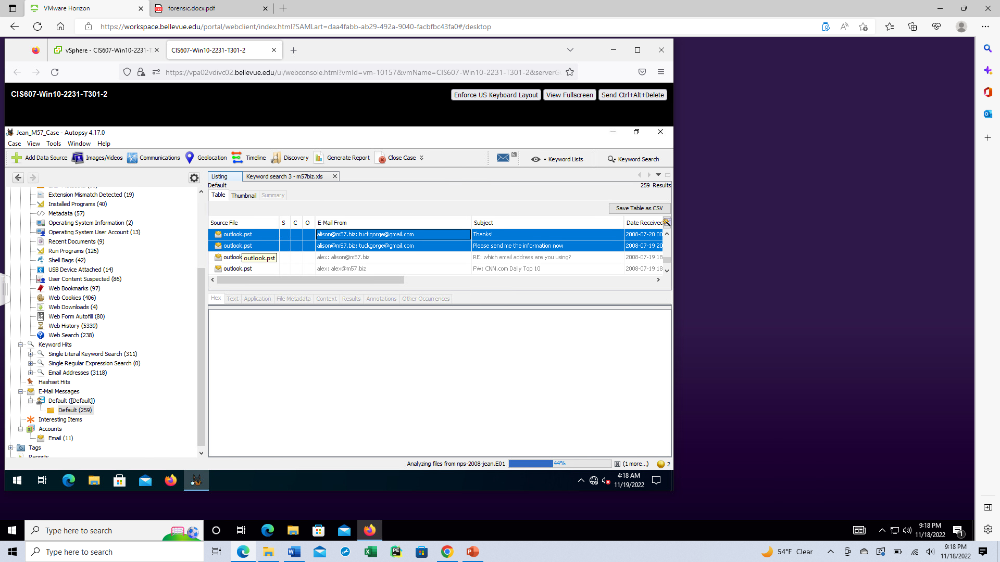 VMware Horizon
forensic.docx.pdf
https://workspace.bellevue.edu/portal/webclient/index.html?SAMLart=daa4fabb-ab29-492a-9040-facbfbc43fa0#/desktop
vSphere - CIS607-Win10-2231-T
CIS607-Win10-2231-T301-2
https://vpa02vdivc02.bellevue.edu/ui/webconsole.html?vmId=vm-10157&vmName=CIS607-Win10-2231-T301-2&serverG
CIS607-Win10-2231-T301-2
Enforce US Keyboard Layout
View Fullscreen
Send Ctrl+Alt+Delete
Jean_M57_Case - Autopsy 4.17.0
Case View Tools Window Help
Add Data Source
Images/Videos
Communications
Geolocation
Timeline
Discovery
Generate Report
Close Case
6
Keyword Lists
Keyword Search
Extension Mismatch Detected (19)
Installed Programs (40)
Metadata (57)
Operating System Information (2)
Operating System User Account (13)
Recent Documents (9)
Run Programs (126)
Shell Bags (42)
USB Device Attached (14)
User Content Suspected (86)
Web Bookmarks (97)
Web Cookies (406)
Web Downloads (4)
Web Form Autofill (80)
Web History (5339)
Web Search (238)
Keyword Hits
Single Literal Keyword Search (311)
Single Regular Expression Search (0)
Email Addresses (3118)
Hashset Hits
E-Mail Messages
Default ([Default])
Default (259)
Interesting Items
Accounts
Email (11)
Tags
Reports
Listing
Keyword search 3 - m57biz.xls
Default
259 Results
Table
Thumbnail
Summary
Save Table as CSV
Source File S C O E-Mail From Subject Date Received
outlook.pst alison@m57.biz: tuckgorge@gmail.com Thanks! 2008-07-20 00
outlook.pst alison@m57.biz: tuckgorge@gmail.com Please send me the information now 2008-07-19 20
outlook alex: alison@m57.biz RE: which email address are you using? 2008-07-19 18
outlook.pst
outlook.pst alex: alex@m57.biz FW: CNN.com Daily Top 10 2008-07-19 18
Hex Text Application File Metadata Context Results Annotations Other Occurrences
Analyzing files from nps-2008-jean.E01
44%
(1 more...)
2
4:18 AM
11/19/2022
Type here to search
9:18 PM
11/18/2022
1
Type here to search
54°F Clear
9:18 PM
11/18/2022